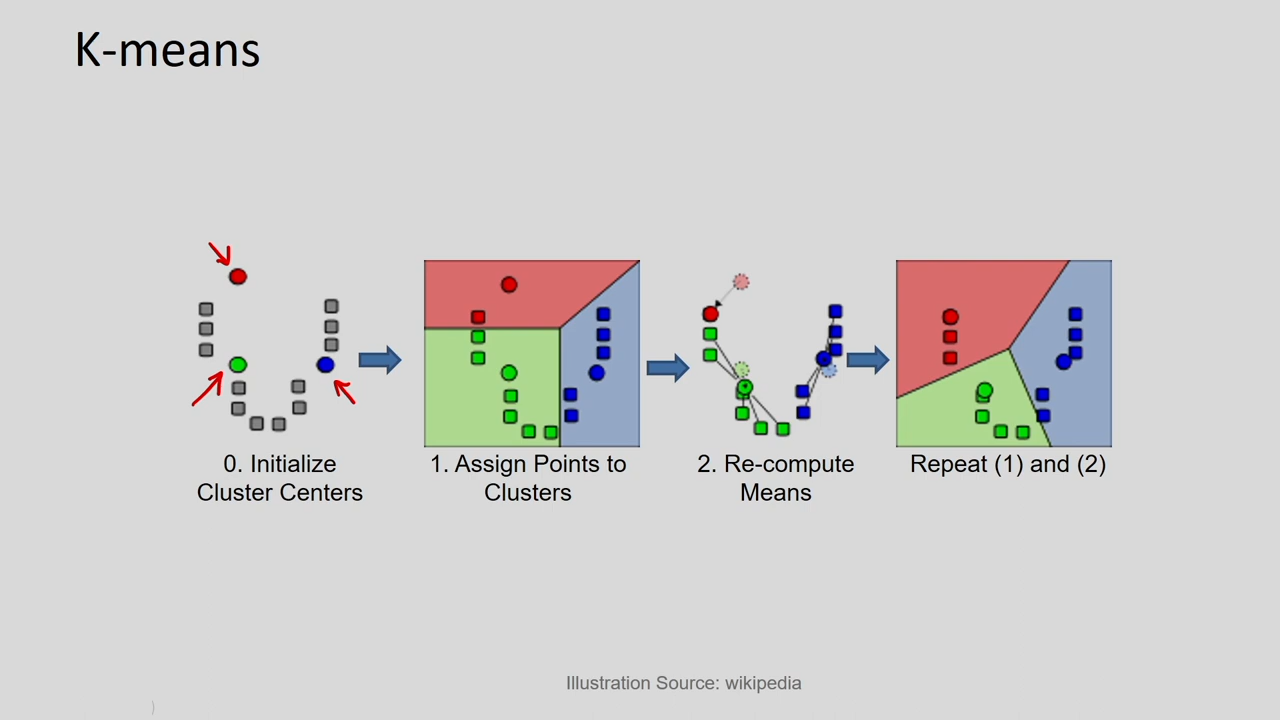 K-means
0. Initialize
Cluster Centers
1. Assign Points to
Clusters
2. Re-compute
Means
Repeat (1) and (2)
Illustration Source: wikipedia